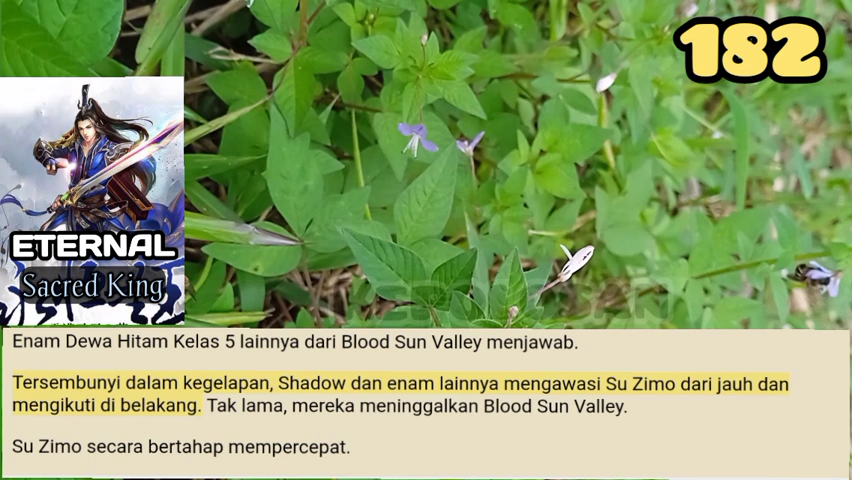 182
ETERNAL
Sacred King
Enam Dewa Hitam Kelas 5 lainnya dari Blood Sun Valley menjawab.
Tersembunyi dalam kegelapan, Shadow dan enam lainnya mengawasi Su Zimo dari jauh dan
mengikuti di belakang. Tak lama, mereka meninggalkan Blood Sun Valley.
Su Zimo secara bertahap mempercepat.